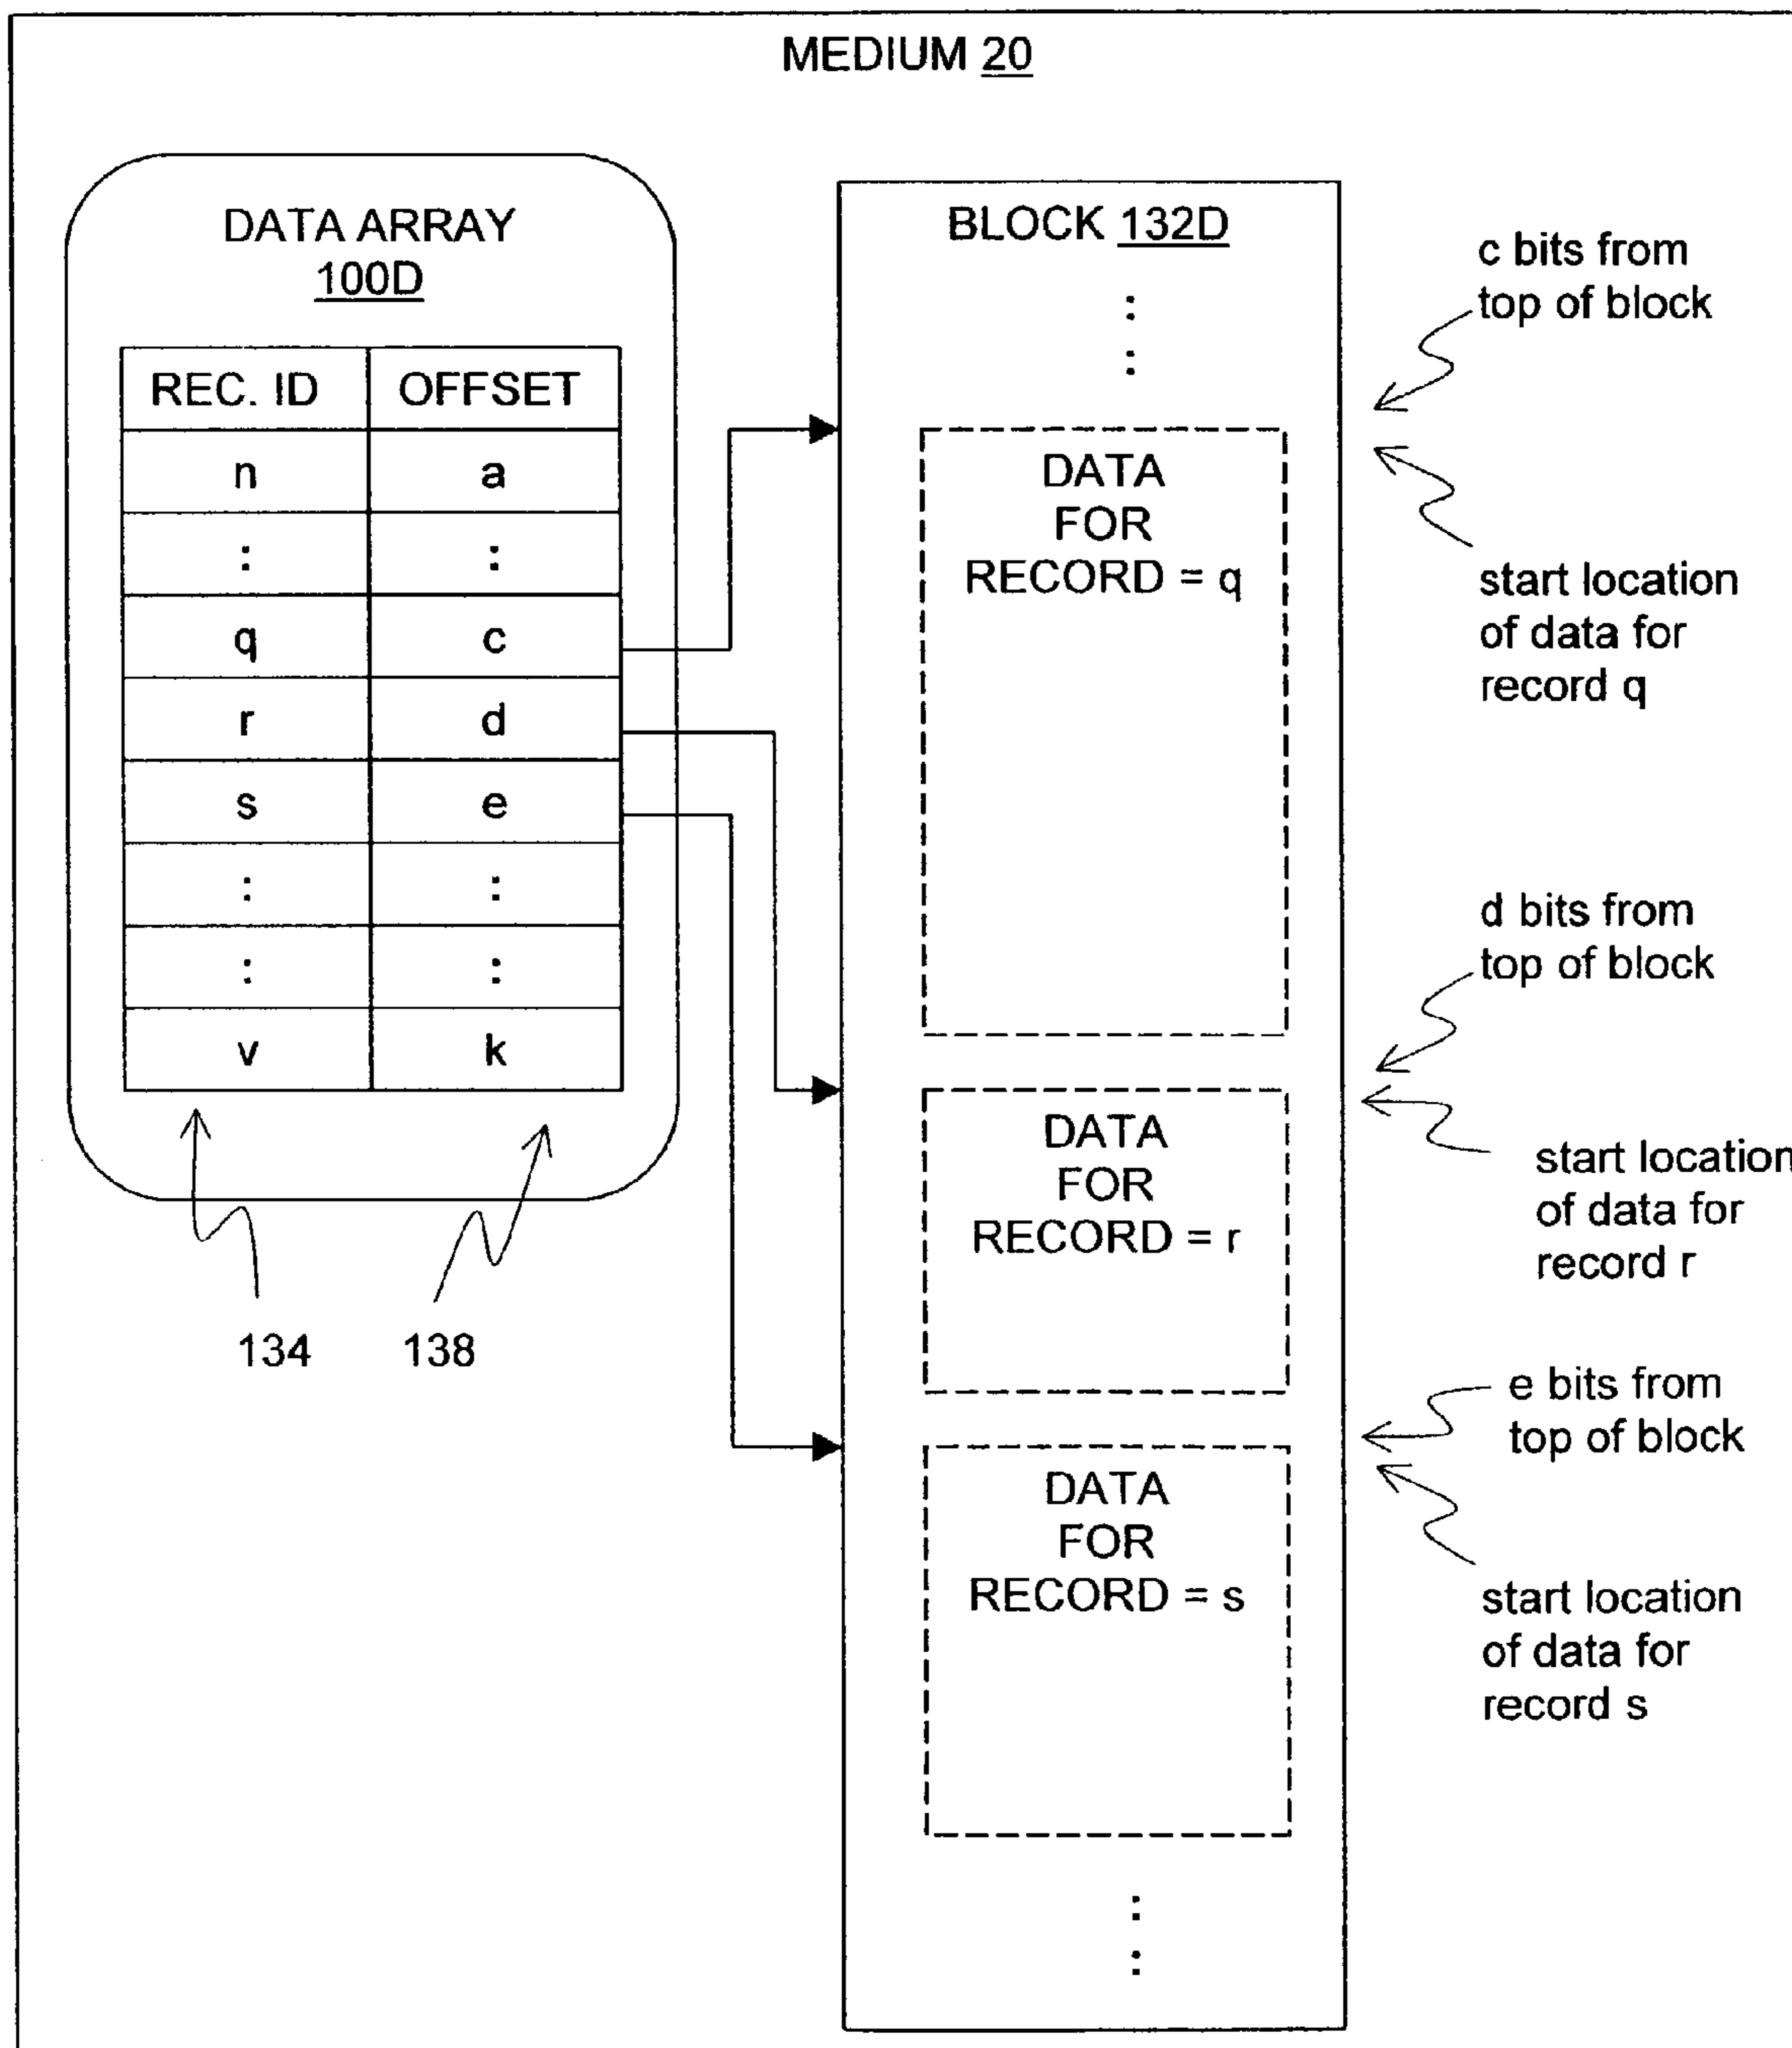 MEDIUM 20
DATA ARRAY
100D
REC. ID OFFSET
n a
: :
q c
r d
s e
: :
: :
v k
134 138
BLOCK 132D
:
:
DATA
FOR
RECORD = q
DATA
FOR
RECORD = r
DATA
FOR
RECORD = s
:
:
c bits from
top of block
start location
of data for
record q
d bits from
top of block
start location
of data for
record r
e bits from
top of block
start location
of data for
record s